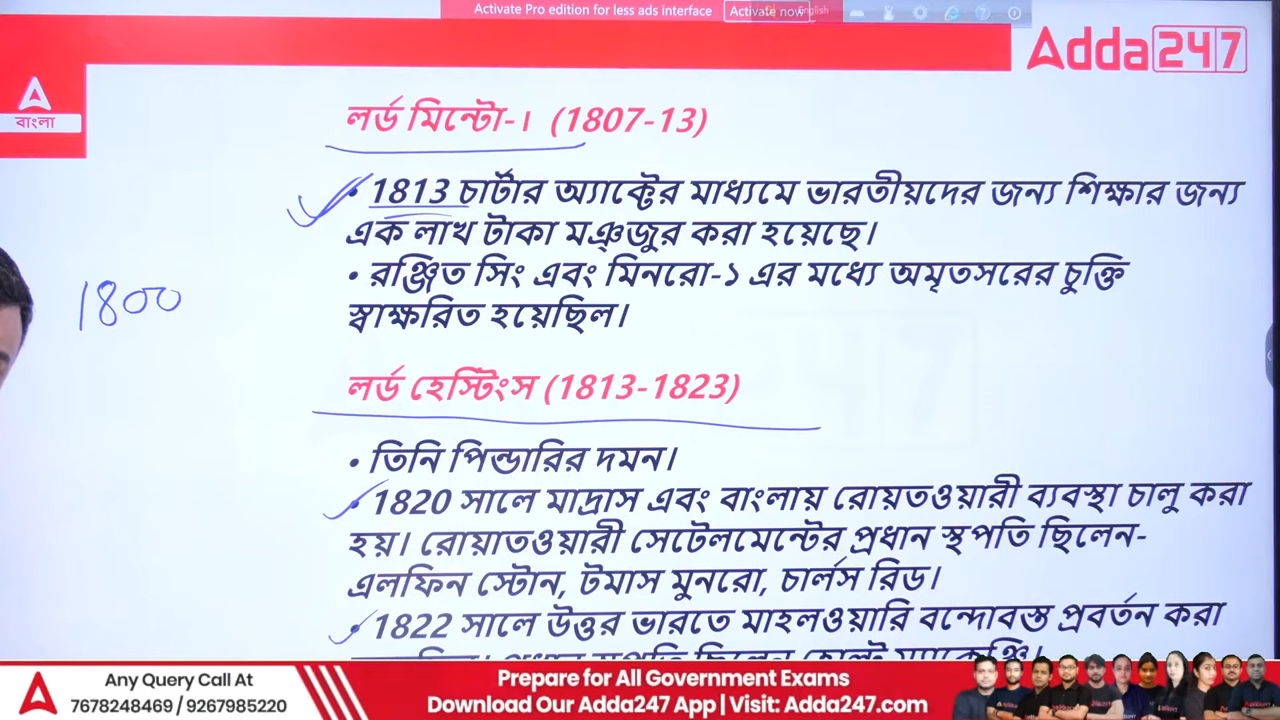 Activate Pro edition for less ads interface Activate now English
Adda247
বাংলা
লর্ড মিন্টো-। (1807-13)
• 1813 চার্টার অ্যাক্টের মাধ্যমে ভারতীয়দের জন্য শিক্ষার জন্য
এক লাখ টাকা মঞ্জুর করা হয়েছে।
• রঞ্জিত সিং এবং মিনরো-১ এর মধ্যে অমৃতসরের চুক্তি
স্বাক্ষরিত হয়েছিল।
1800
লর্ড হেস্টিংস (1813-1823)
• তিনি পিন্ডারির দমন।
• 1820 সালে মাদ্রাস এবং বাংলায় রোয়তওয়ারী ব্যবস্থা চালু করা
হয়। রোয়াতওয়ারী সেটেলমেন্টের প্রধান স্থপতি ছিলেন-
এলফিন স্টোন, টমাস মুনরো, চার্লস রিড।
• 1822 সালে উত্তর ভারতে মাহলওয়ারি বন্দোবস্ত প্রবর্তন করা
Any Query Call At
7678248469 / 9267985220
Prepare for All Government Exams
Download Our Adda247 App | Visit: Adda247.com